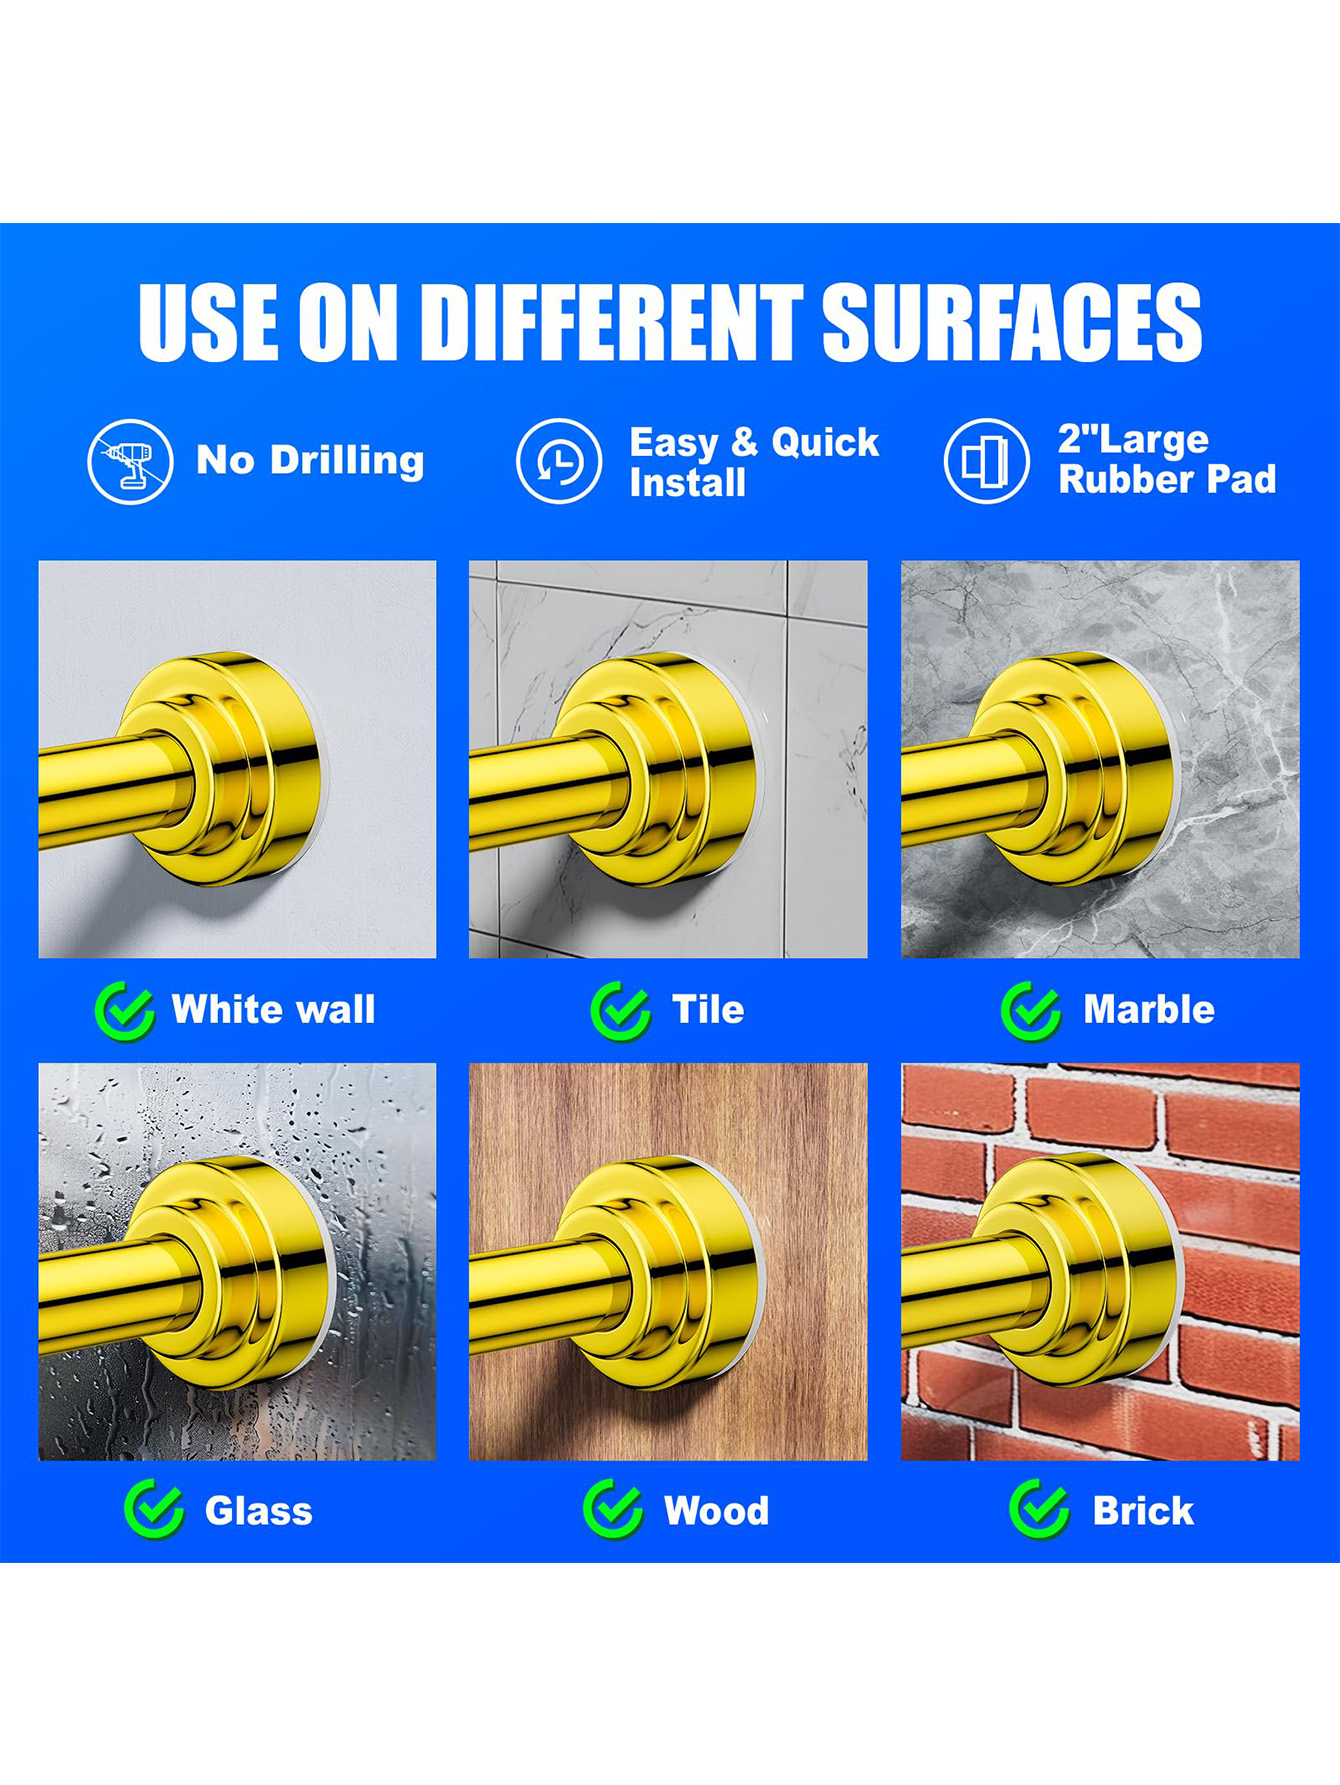 USE ON DIFFERENT SURFACES
No Drilling
Easy & Quick
Install
2"Large
Rubber Pad
White wall
Tile
Marble
Glass
Wood
Brick